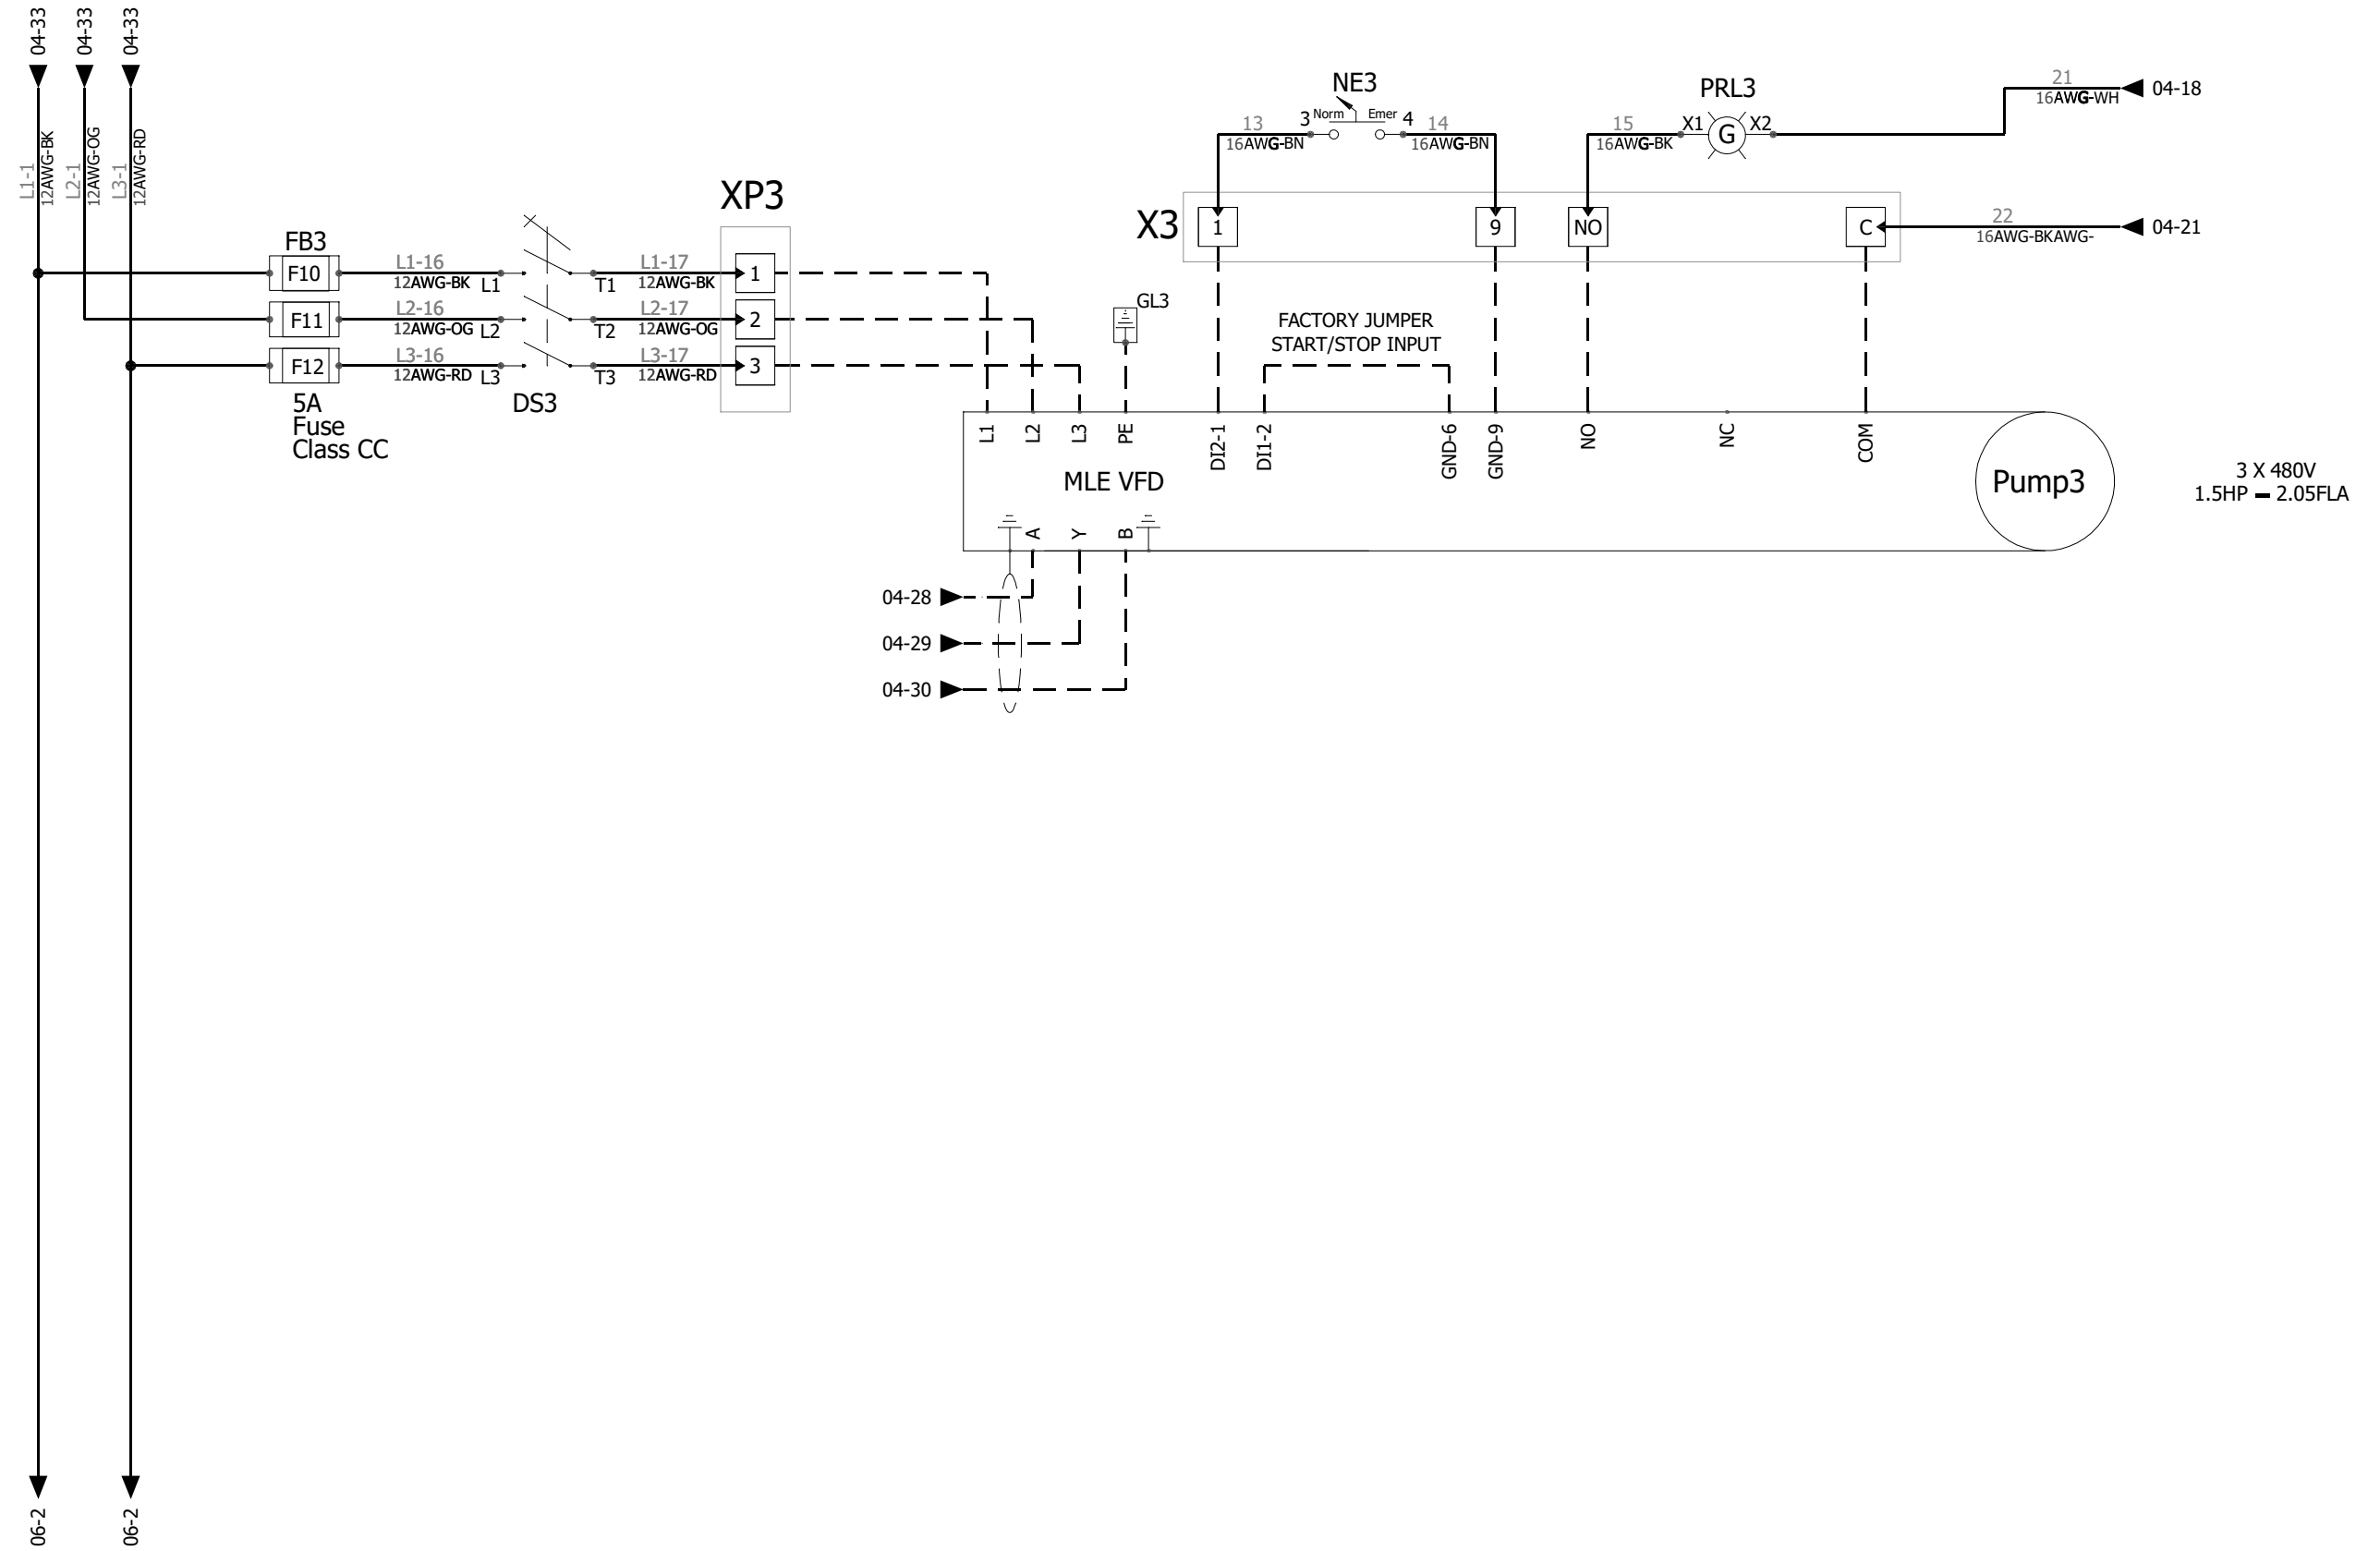 04-33
04-33
04-33
L1-1
12AWG-BK
L2-1
12AWG-OG
L3-1
12AWG-RD
FB3
F10
F11
F12
5A
Fuse
Class CC
L1-16
12AWG-BK
L1
L2-16
12AWG-OG
L2
L3-16
12AWG-RD
L3
DS3
T1
T2
T3
L1-17
12AWG-BK
L2-17
12AWG-OG
L3-17
12AWG-RD
XP3
1
2
3
GL3
NE3
13
16AWG-BN
3
Norm
Emer
4
14
16AWG-BN
PRL3
15
16AWG-BK
X1
G
X2
21
16AWG-WH
04-18
X3
1
9
NO
C
22
16AWG-BKAWG-
04-21
FACTORY JUMPER
START/STOP INPUT
L1
L2
L3
PE
DI2-1
DI1-2
GND-6
GND-9
NO
NC
COM
MLE VFD
Pump3
3 X 480V
1.5HP - 2.05FLA
A
Y
B
04-28
04-29
04-30
06-2
06-2